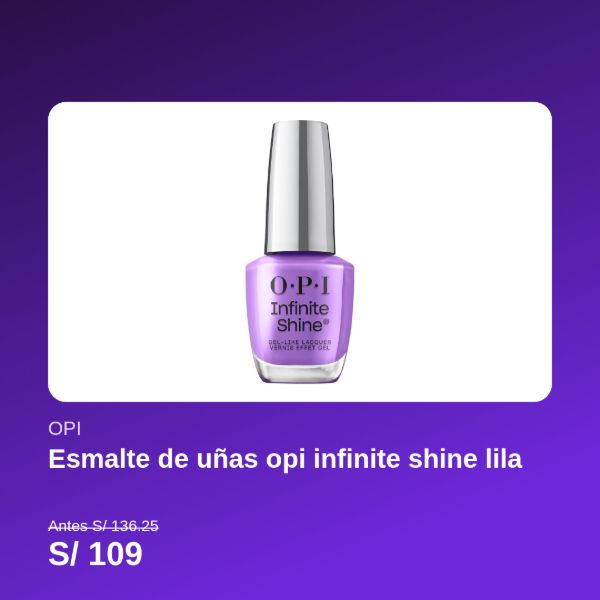 O·P·I
Infinite
Shine®
GEL-LIKE LACQUER
VERNIS EFFET GEL
OPI
Esmalte de uñas opi infinite shine lila
Antes S/ 136.25
S/ 109